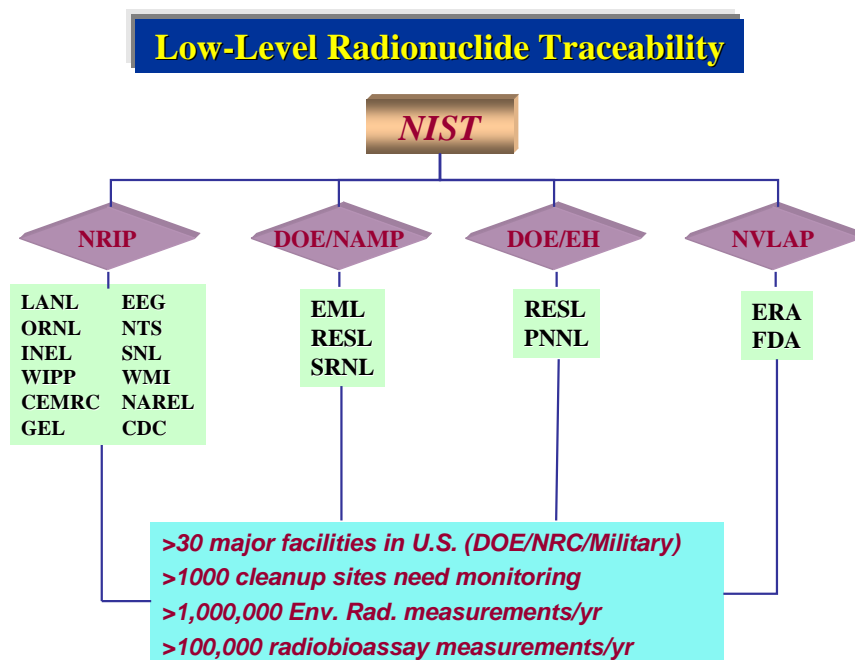 Low-Level Radionuclide Traceability
NIST
NRIP
DOE/NAMP
DOE/EH
NVLAP
LANL EEG
ORNL NTS
INEL SNL
WIPP WMI
CEMRC NAREL
GEL CDC
EML
RESL
SRNL
RESL
PNNL
ERA
FDA
>30 major facilities in U.S. (DOE/NRC/Military)
>1000 cleanup sites need monitoring
>1,000,000 Env. Rad. measurements/yr
>100,000 radiobioassay measurements/yr